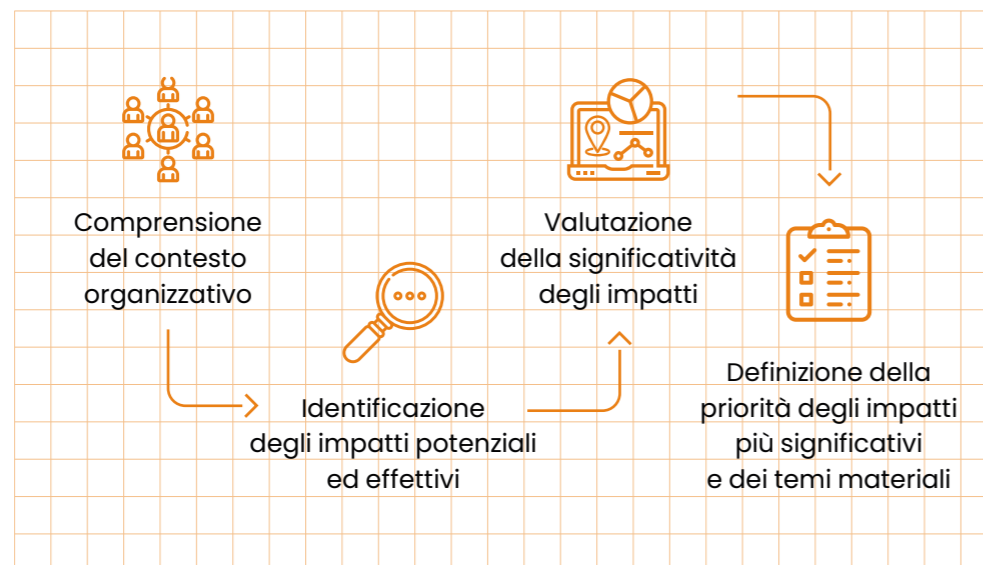 Comprensione
del contesto
organizzativo
Identificazione
degli impatti potenziali
ed effettivi
Valutazione
della significatività
degli impatti
Definizione della
priorità degli impatti
più significativi
e dei temi materiali